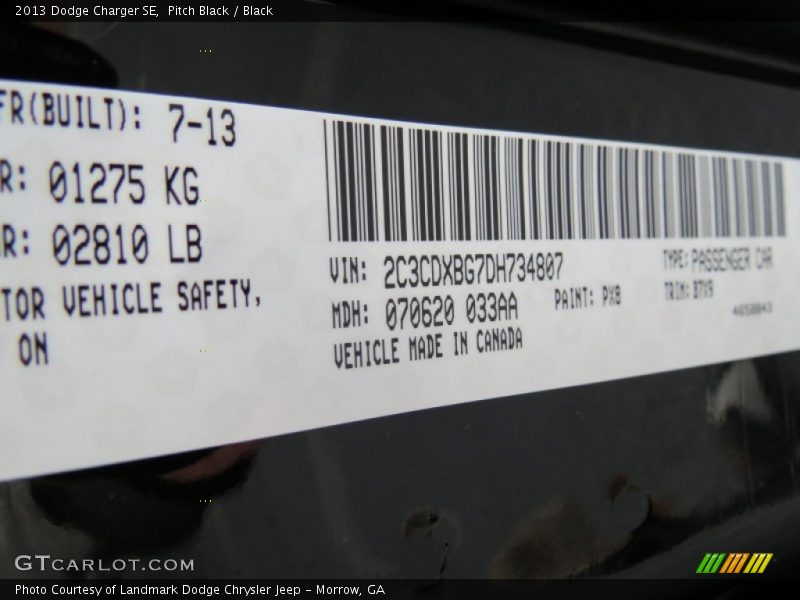 2013 Dodge Charger SE,  Pitch Black / Black
FR(BUILT): 7-13
R: 01275 KG
R: 02810 LB
TOR VEHICLE SAFETY,
ON
VIN: 2C3CDXBG7DH734807
TYPE: PASSENGER CAR
MDH: 070620 033AA
PAINT: PXB
TRIM: B7X9
VEHICLE MADE IN CANADA
GTCARLOT.COM
Photo Courtesy of Landmark Dodge Chrysler Jeep - Morrow, GA